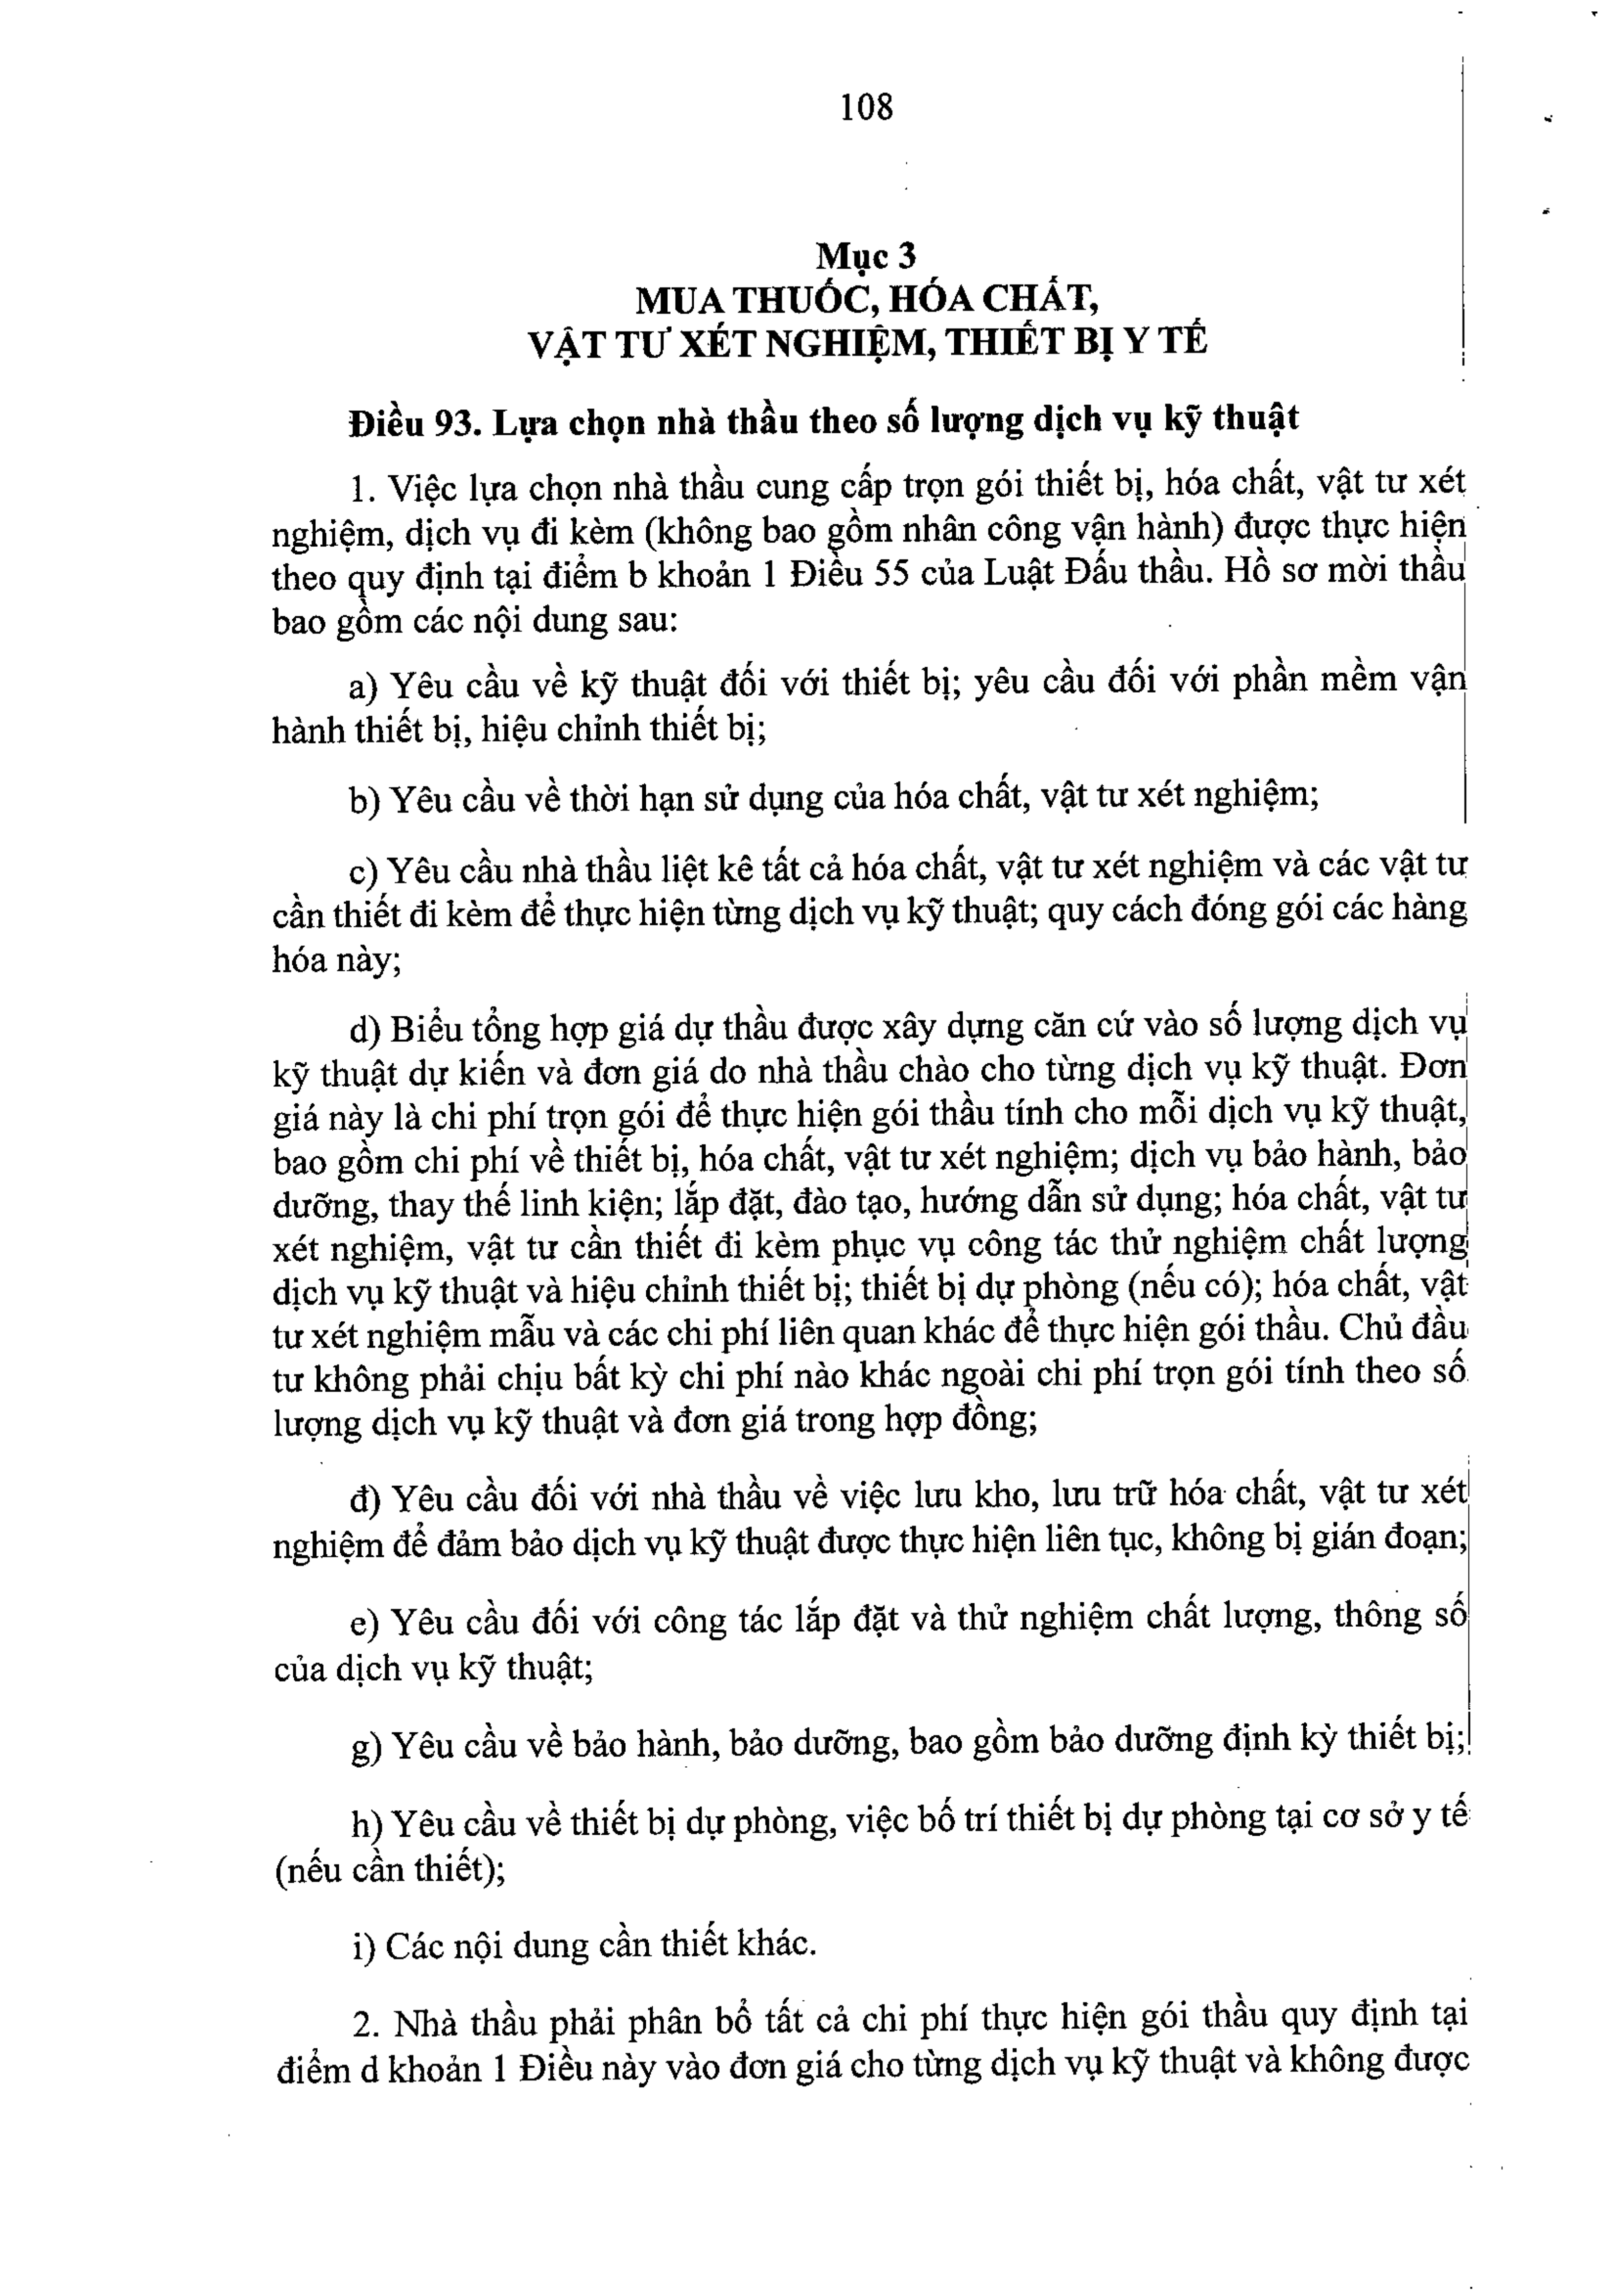 108
Mục 3
MUA THUỐC, HÓA CHẤT,
VẬT TƯ XÉT NGHIỆM, THIẾT BỊ Y TẾ
Điều 93. Lựa chọn nhà thầu theo số lượng dịch vụ kỹ thuật
1. Việc lựa chọn nhà thầu cung cấp trọn gói thiết bị, hóa chất, vật tư xét
nghiệm, dịch vụ đi kèm (không bao gồm nhân công vận hành) được thực hiện
theo quy định tại điểm b khoản 1 Điều 55 của Luật Đấu thầu. Hồ sơ mời thầu
bao gồm các nội dung sau:
a) Yêu cầu về kỹ thuật đối với thiết bị; yêu cầu đối với phần mềm vận
hành thiết bị, hiệu chỉnh thiết bị;
b) Yêu cầu về thời hạn sử dụng của hóa chất, vật tư xét nghiệm;
c) Yêu cầu nhà thầu liệt kê tất cả hóa chất, vật tư xét nghiệm và các vật tư
cần thiết đi kèm để thực hiện từng dịch vụ kỹ thuật; quy cách đóng gói các hàng
hóa này;
d) Biểu tổng hợp giá dự thầu được xây dựng căn cứ vào số lượng dịch vụ
kỹ thuật dự kiến và đơn giá do nhà thầu chào cho từng dịch vụ kỹ thuật. Đơn
giá này là chi phí trọn gói để thực hiện gói thầu tính cho mỗi dịch vụ kỹ thuật,
bao gồm chi phí về thiết bị, hóa chất, vật tư xét nghiệm; dịch vụ bảo hành, bảo
dưỡng, thay thế linh kiện; lắp đặt, đào tạo, hướng dẫn sử dụng; hóa chất, vật tư
xét nghiệm, vật tư cần thiết đi kèm phục vụ công tác thử nghiệm chất lượng
dịch vụ kỹ thuật và hiệu chỉnh thiết bị; thiết bị dự phòng (nếu có); hóa chất, vật
tư xét nghiệm mẫu và các chi phí liên quan khác để thực hiện gói thầu. Chủ đầu
tư không phải chịu bất kỳ chi phí nào khác ngoài chi phí trọn gói tính theo số
lượng dịch vụ kỹ thuật và đơn giá trong hợp đồng;
đ) Yêu cầu đối với nhà thầu về việc lưu kho, lưu trữ hóa chất, vật tư xét
nghiệm để đảm bảo dịch vụ kỹ thuật được thực hiện liên tục, không bị gián đoạn;
e) Yêu cầu đối với công tác lắp đặt và thử nghiệm chất lượng, thông số
của dịch vụ kỹ thuật;
g) Yêu cầu về bảo hành, bảo dưỡng, bao gồm bảo dưỡng định kỳ thiết bị;
h) Yêu cầu về thiết bị dự phòng, việc bố trí thiết bị dự phòng tại cơ sở y tế
(nếu cần thiết);
i) Các nội dung cần thiết khác.
2. Nhà thầu phải phân bổ tất cả chi phí thực hiện gói thầu quy định tại
điểm d khoản 1 Điều này vào đơn giá cho từng dịch vụ kỹ thuật và không được